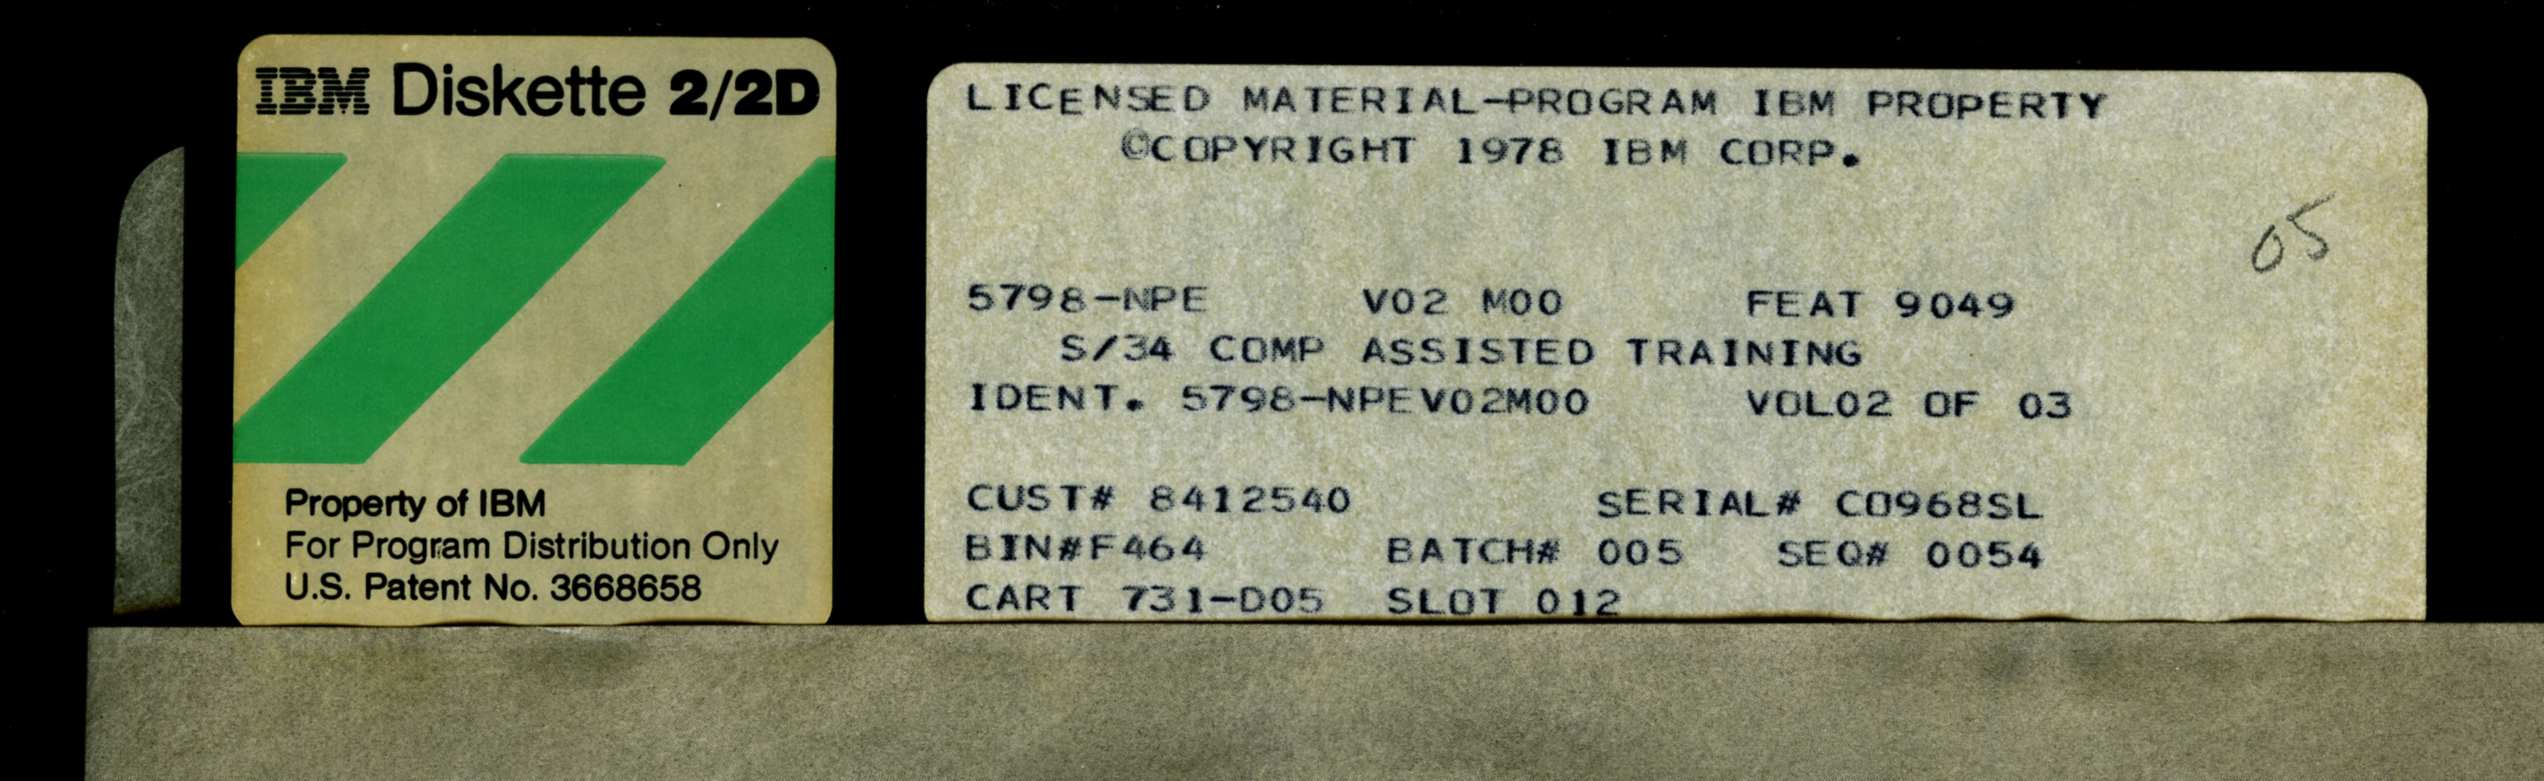 IBM Diskette 2/2D
Property of IBM
For Program Distribution Only
U.S. Patent No. 3668658
LICENSED MATERIAL-PROGRAM IBM PROPERTY
©COPYRIGHT 1978 IBM CORP.
05
5798-NPE V02 M00 FEAT 9049
S/34 COMP ASSISTED TRAINING
IDENT. 5798-NPEV02M00 VOL02 OF 03
CUST# 8412540 SERIAL# C0968SL
BIN#F464 BATCH# 005 SEQ# 0054
CART 731-D05 SLOT 012